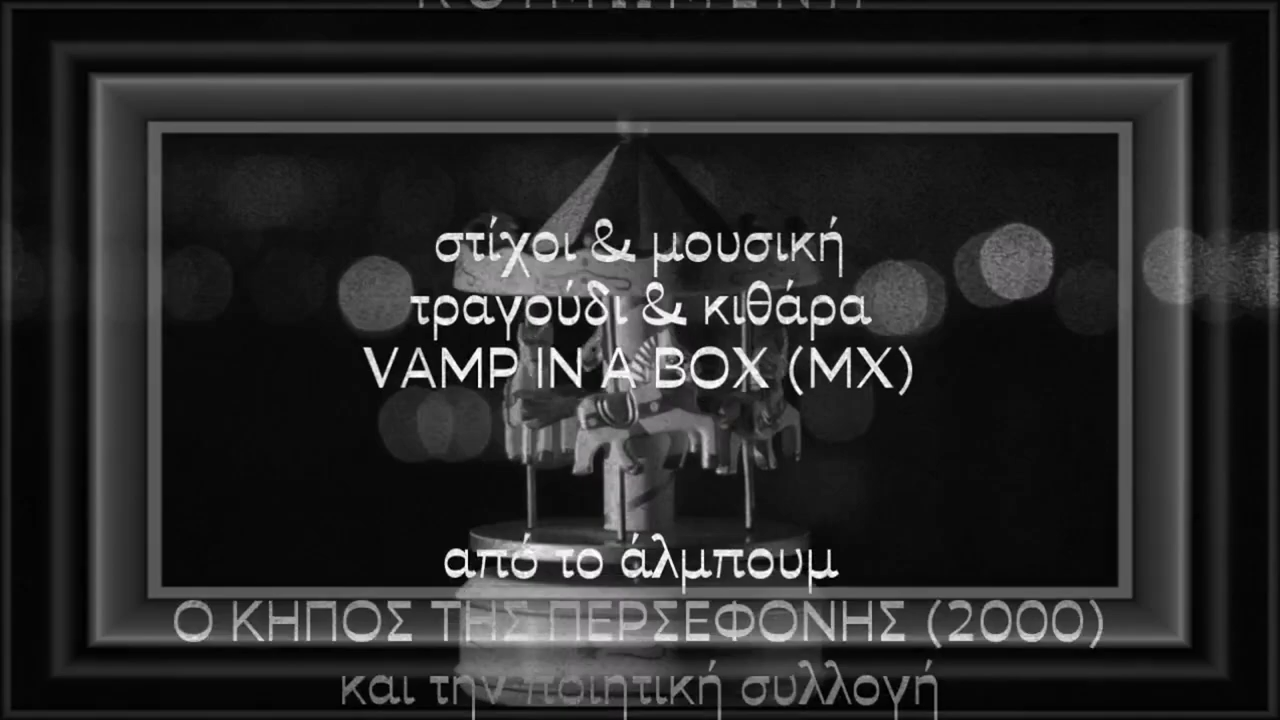 στίχοι & μουσική
τραγούδι & κιθάρα
VAMP IN A BOX (MX)
από το άλμπουμ
Ο ΚΗΠΟΣ ΤΗΣ ΠΕΡΣΕΦΟΝΗΣ (2000)
και την ποιητική συλλογή